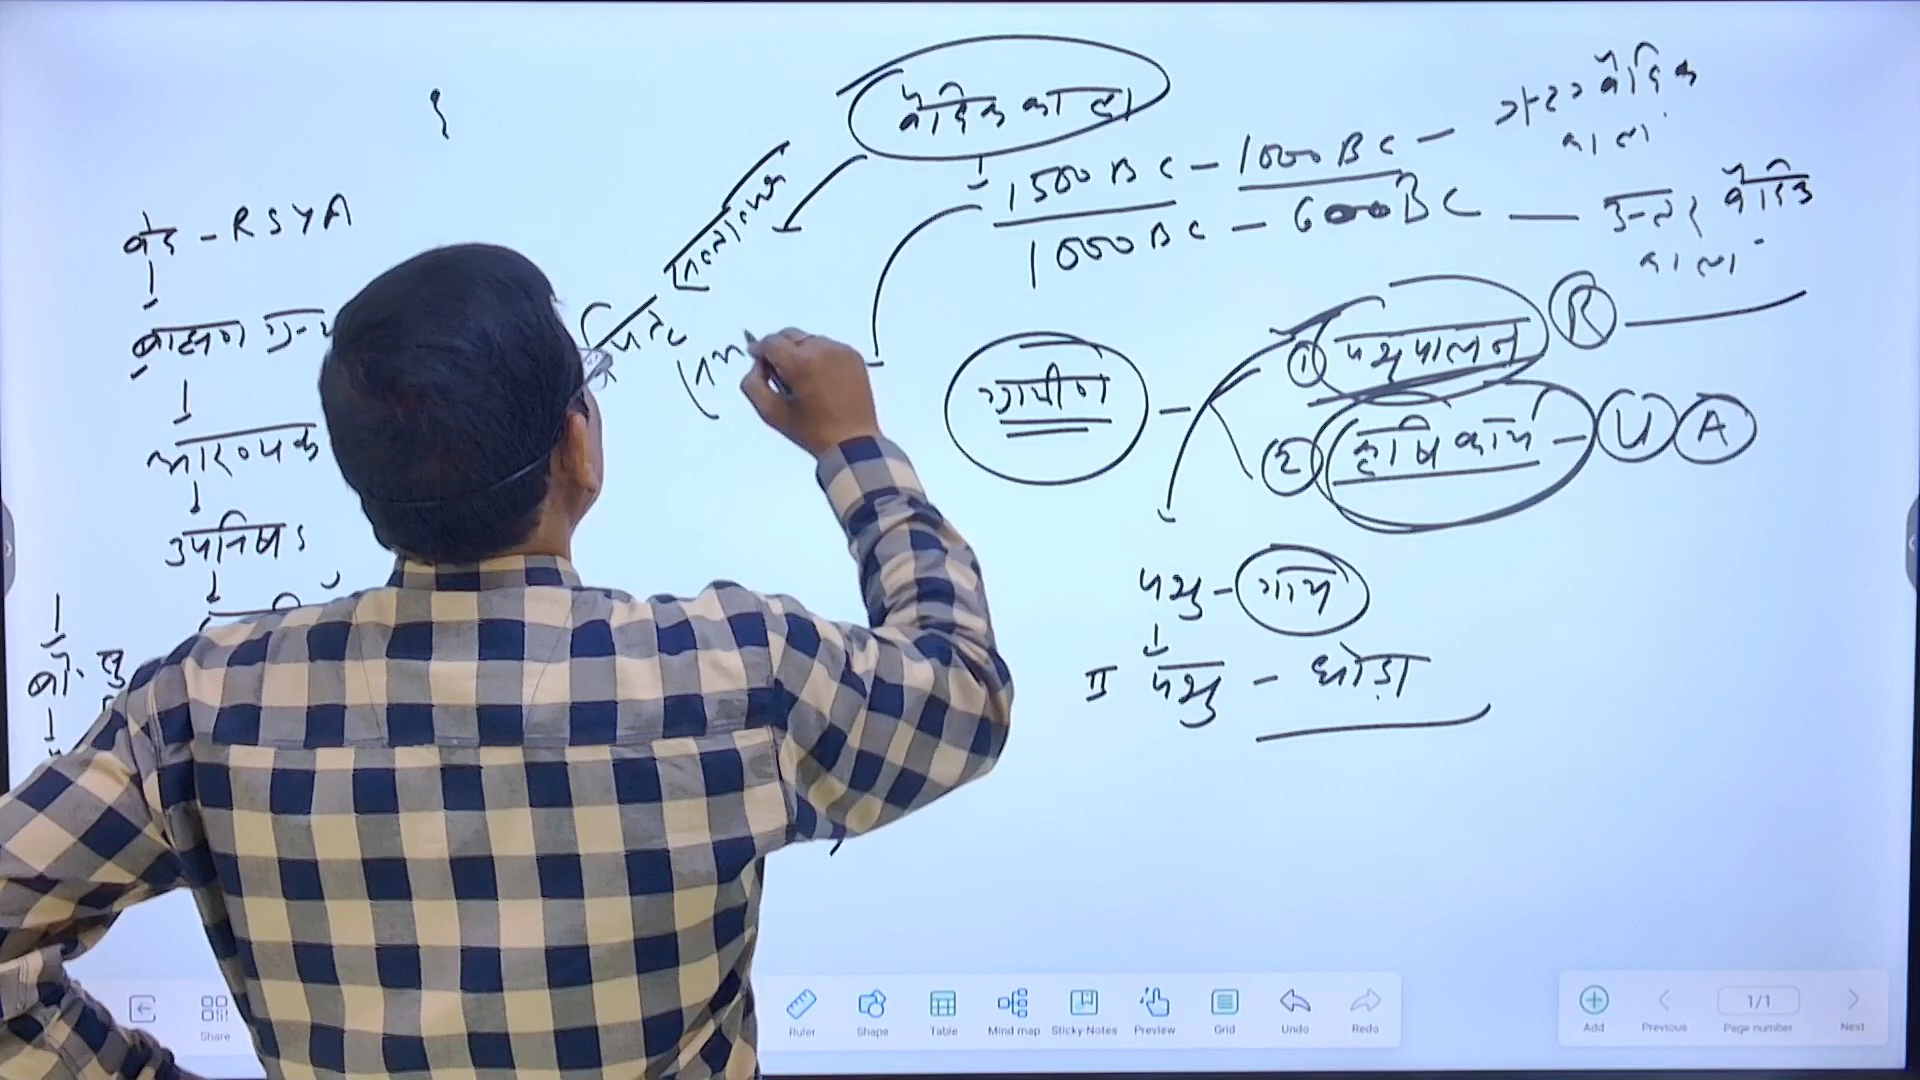 वैदिक काल
1500 BC - 1000 BC - ऋग्वैदिक काल
1000 BC - 600 BC - उत्तर वैदिक काल
वेद - RSYA
ब्राह्मण ग्रन्थ
आरण्यक
उपनिषद
ग्रामीण - ① पशुपालन Ⓡ
② कृषि कार्य - Ⓤ Ⓐ
पशु - गाय
II पशु - घोड़ा
Share
Ruler Shape Table Mind map Sticky Notes Preview Grid Undo Redo
Add Previous 1/1 Page number Next